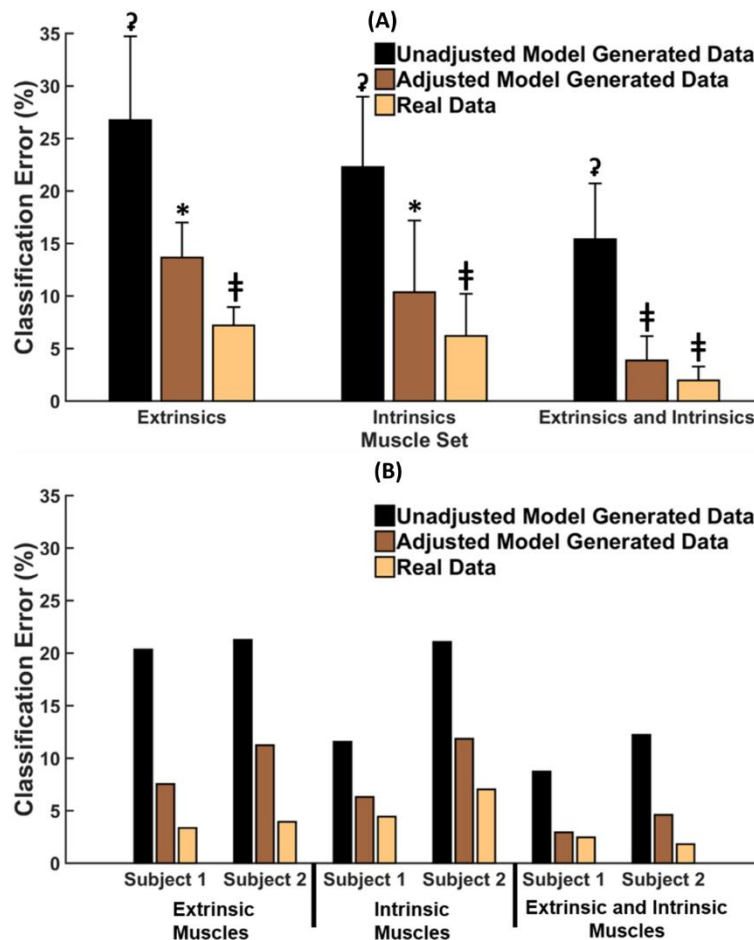 (A)
Classification Error (%)
35
30
25
20
15
10
5
0
Unadjusted Model Generated Data
Adjusted Model Generated Data
Real Data
? * ǂ
? * ǂ
? ǂ ǂ
Extrinsics Intrinsics Extrinsics and Intrinsics
Muscle Set
(B)
Classification Error (%)
35
30
25
20
15
10
5
0
Unadjusted Model Generated Data
Adjusted Model Generated Data
Real Data
Subject 1 Subject 2 Subject 1 Subject 2 Subject 1 Subject 2
Extrinsic Intrinsic Extrinsic and Intrinsic
Muscles Muscles Muscles